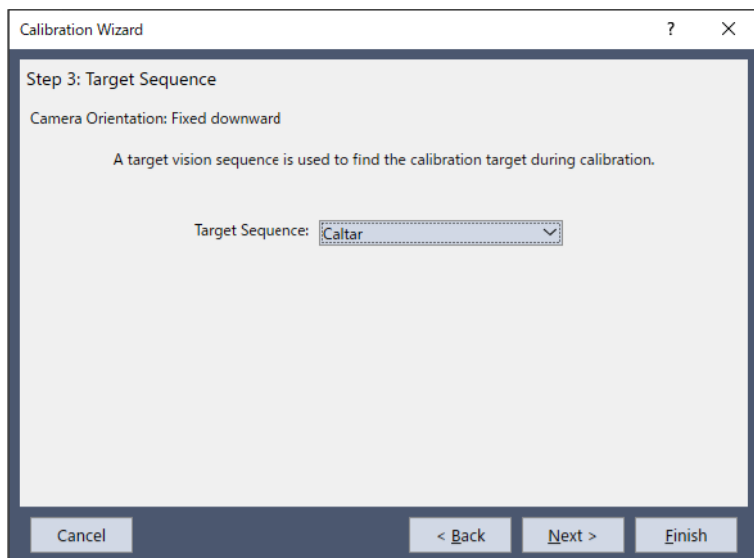 Calibration Wizard ?
Step 3: Target Sequence
Camera Orientation: Fixed downward
A target vision sequence is used to find the calibration target during calibration.
Target Sequence: Caltar
Cancel < Back Next > Finish